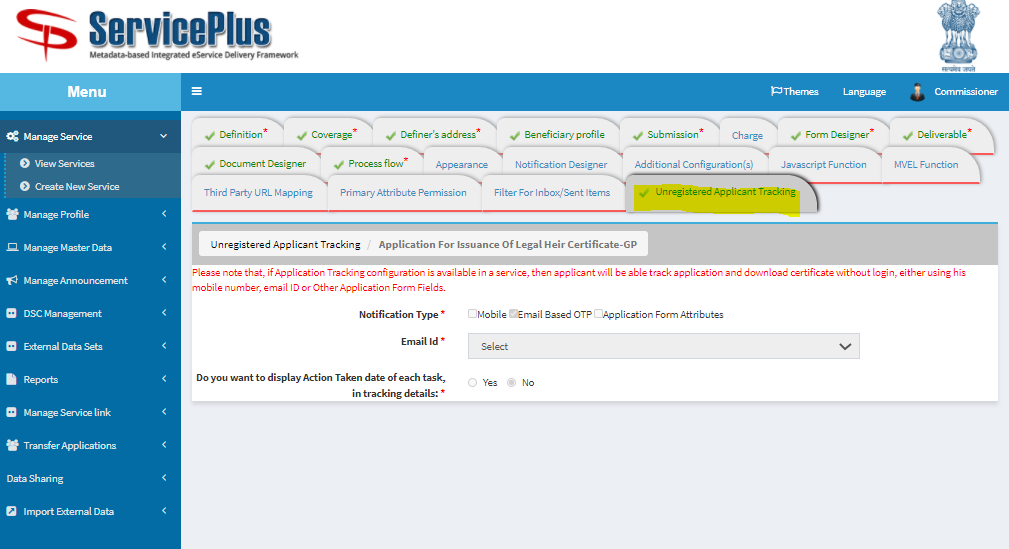 ServicePlus
Metadata-based Integrated eService Delivery Framework
सत्यमेव जयते
Menu
Themes Language Commissioner
Manage Service
View Services
Create New Service
Manage Profile
Manage Master Data
Manage Announcement
DSC Management
External Data Sets
Reports
Manage Service link
Transfer Applications
Data Sharing
Import External Data
Definition* Coverage* Definer's address* Beneficiary profile Submission* Charge Form Designer* Deliverable*
Document Designer Process flow* Appearance Notification Designer Additional Configuration(s) Javascript Function MVEL Function
Third Party URL Mapping Primary Attribute Permission Filter For Inbox/Sent Items Unregistered Applicant Tracking
Unregistered Applicant Tracking / Application For Issuance Of Legal Heir Certificate-GP
Please note that, if Application Tracking configuration is available in a service, then applicant will be able track application and download certificate without login, either using his
mobile number, email ID or Other Application Form Fields.
Notification Type * Mobile Email Based OTP Application Form Attributes
Email Id * Select
Do you want to display Action Taken date of each task, Yes No
in tracking details: *